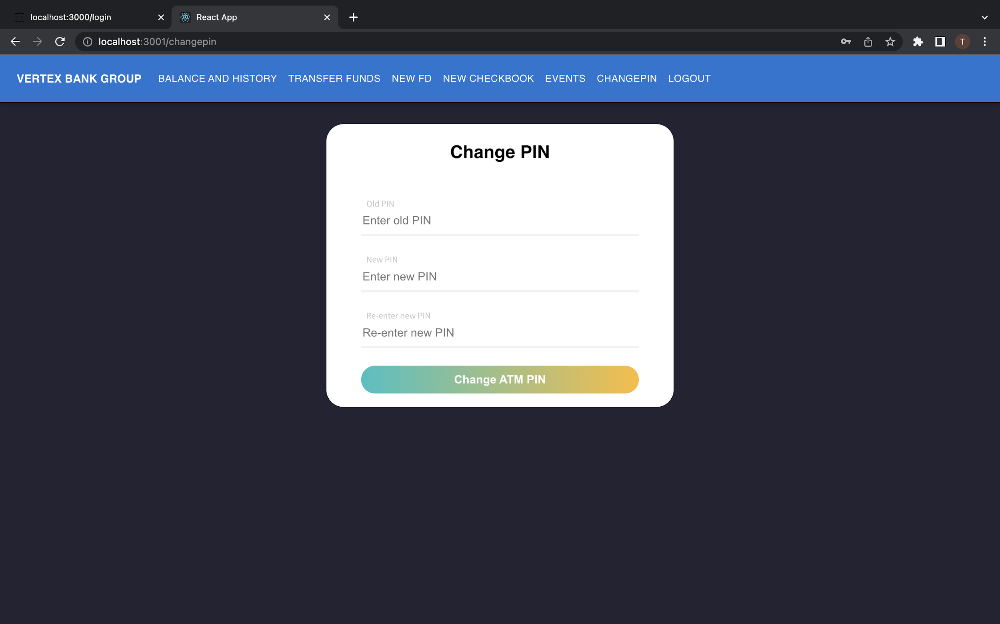 localhost:3000/login
React App
localhost:3001/changepin
T
VERTEX BANK GROUP BALANCE AND HISTORY TRANSFER FUNDS NEW FD NEW CHECKBOOK EVENTS CHANGEPIN LOGOUT
Change PIN
Old PIN
Enter old PIN
New PIN
Enter new PIN
Re-enter new PIN
Re-enter new PIN
Change ATM PIN